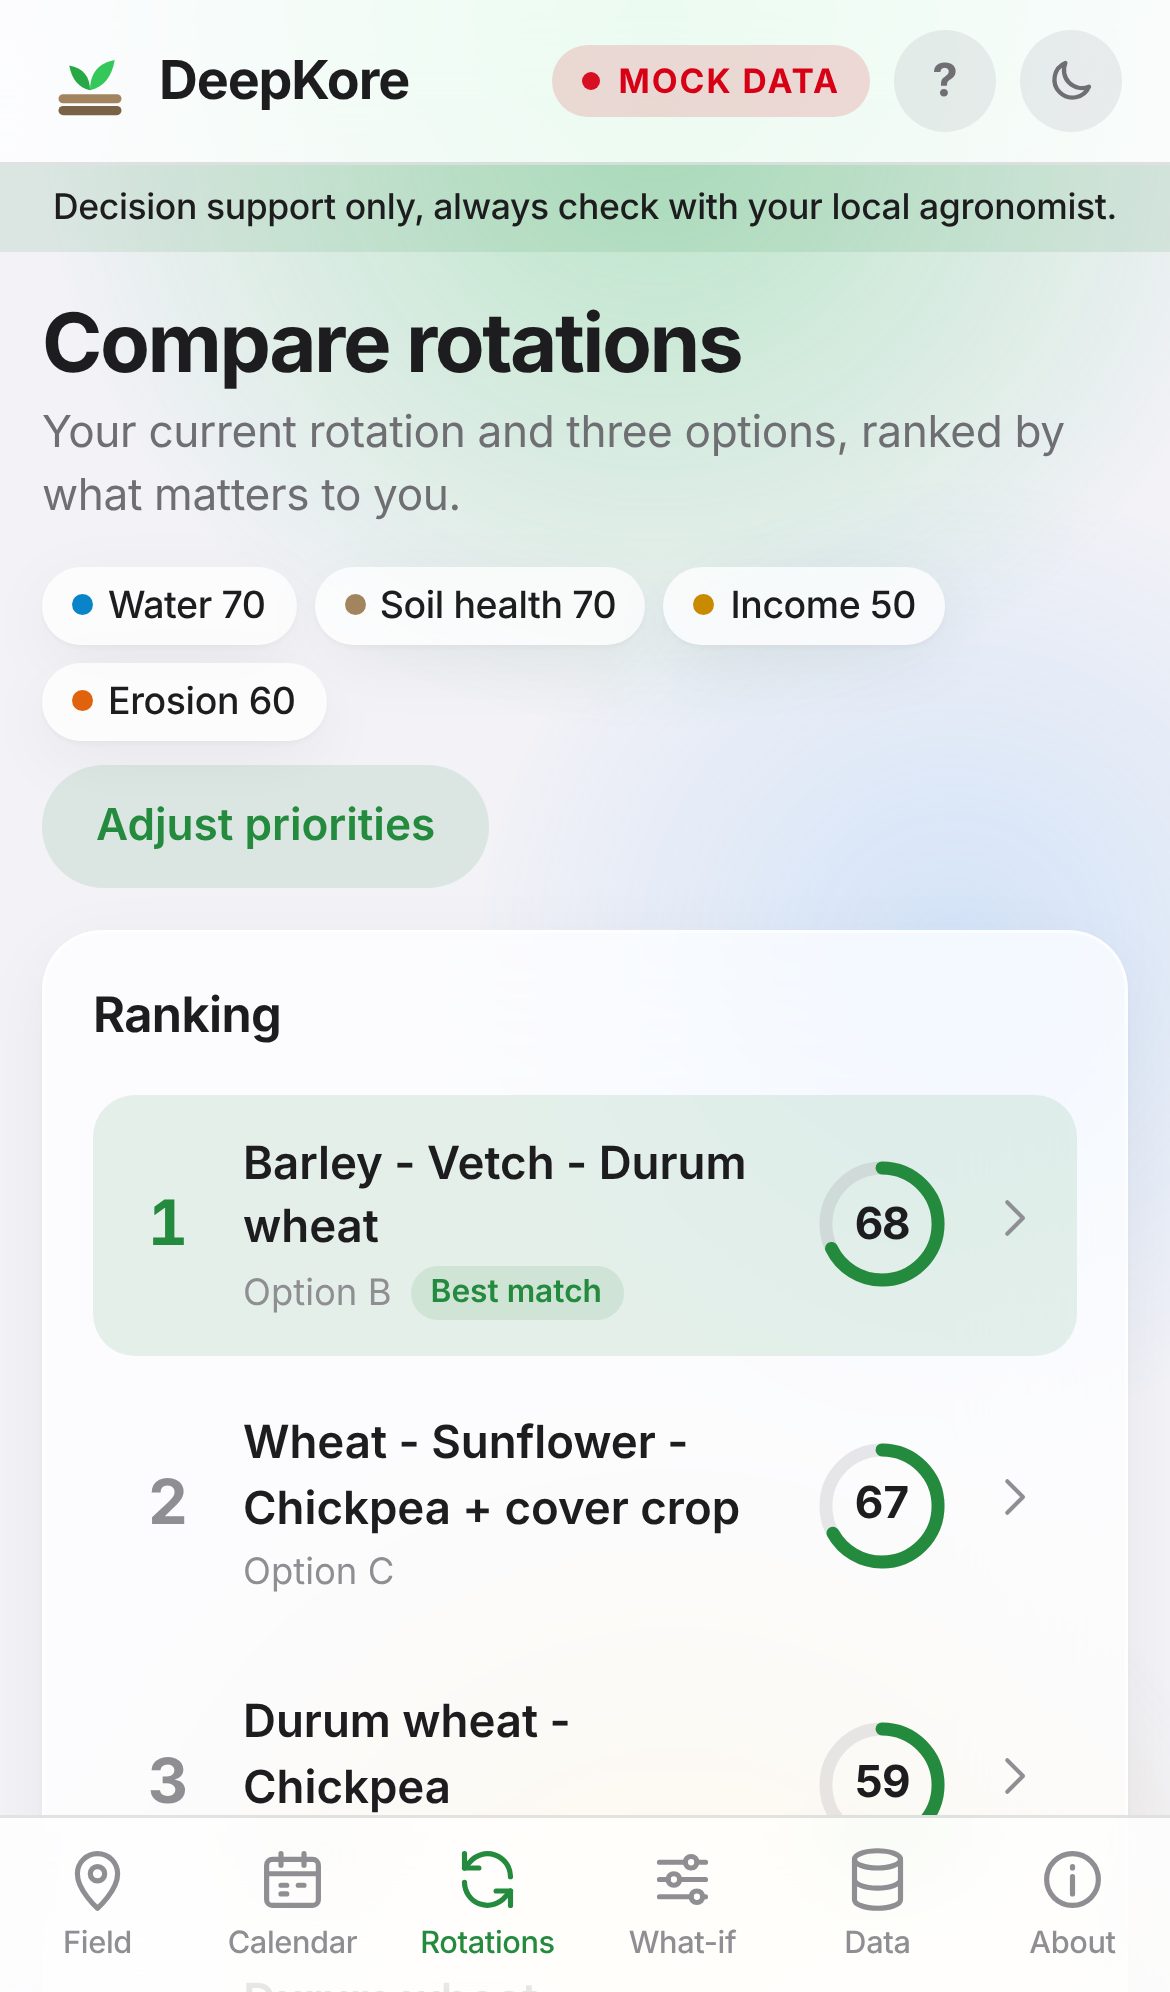 DeepKore
MOCK DATA
?
Decision support only, always check with your local agronomist.
Compare rotations
Your current rotation and three options, ranked by
what matters to you.
Water 70
Soil health 70
Income 50
Erosion 60
Adjust priorities
Ranking
1
Barley - Vetch - Durum
wheat
Option B
Best match
68
2
Wheat - Sunflower -
Chickpea + cover crop
Option C
67
3
Durum wheat -
Chickpea
59
Field
Calendar
Rotations
What-if
Data
About
Durum wheat